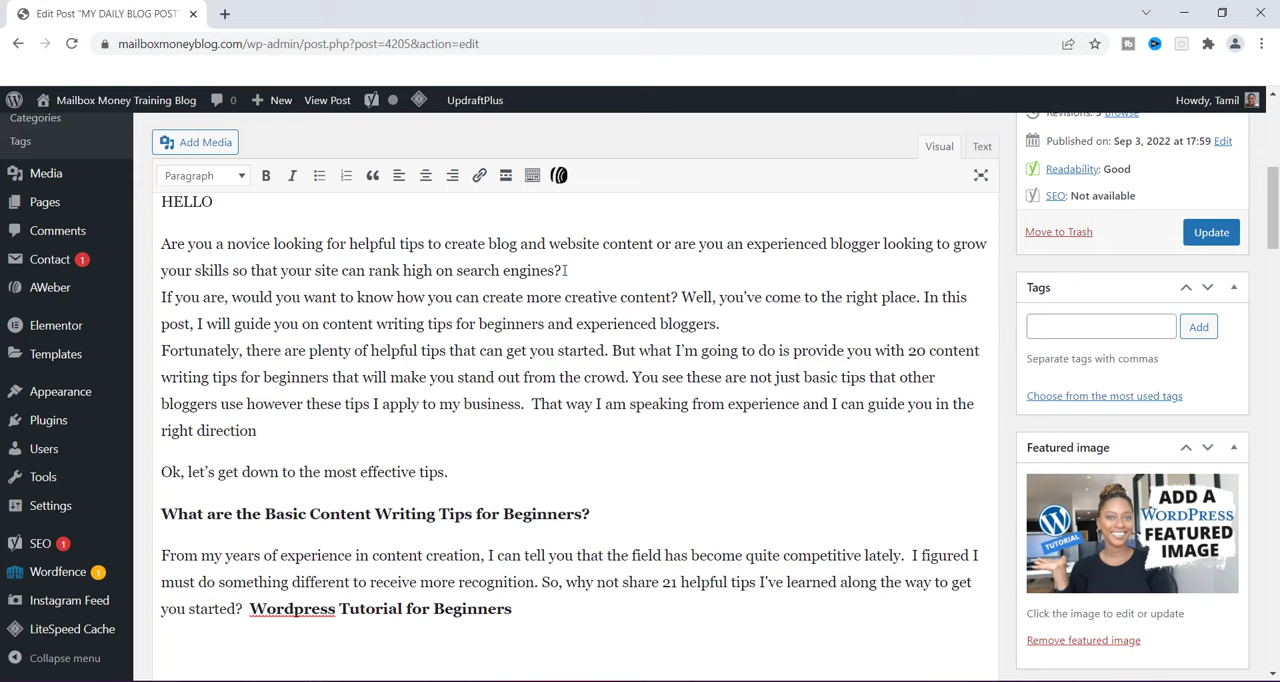 Edit Post "MY DAILY BLOG POST"
mailboxmoneyblog.com/wp-admin/post.php?post=4205&action=edit
Mailbox Money Training Blog
0
New
View Post
UpdraftPlus
Howdy, Tamil
Categories
Tags
Media
Pages
Comments
Contact 1
AWeber
Elementor
Templates
Appearance
Plugins
Users
Tools
Settings
SEO 1
Wordfence 1
Instagram Feed
LiteSpeed Cache
Collapse menu
Add Media
Visual
Text
Paragraph
B
I
HELLO
Are you a novice looking for helpful tips to create blog and website content or are you an experienced blogger looking to grow
your skills so that your site can rank high on search engines?
If you are, would you want to know how you can create more creative content? Well, you've come to the right place. In this
post, I will guide you on content writing tips for beginners and experienced bloggers.
Fortunately, there are plenty of helpful tips that can get you started. But what I'm going to do is provide you with 20 content
writing tips for beginners that will make you stand out from the crowd. You see these are not just basic tips that other
bloggers use however these tips I apply to my business.  That way I am speaking from experience and I can guide you in the
right direction
Ok, let's get down to the most effective tips.
What are the Basic Content Writing Tips for Beginners?
From my years of experience in content creation, I can tell you that the field has become quite competitive lately.  I figured I
must do something different to receive more recognition. So, why not share 21 helpful tips I've learned along the way to get
you started?  Wordpress Tutorial for Beginners
Revisions: 5 Browse
Published on: Sep 3, 2022 at 17:59 Edit
Readability: Good
SEO: Not available
Move to Trash
Update
Tags
Add
Separate tags with commas
Choose from the most used tags
Featured image
ADD A
WORDPRESS
FEATURED
IMAGE
TUTORIAL
Click the image to edit or update
Remove featured image